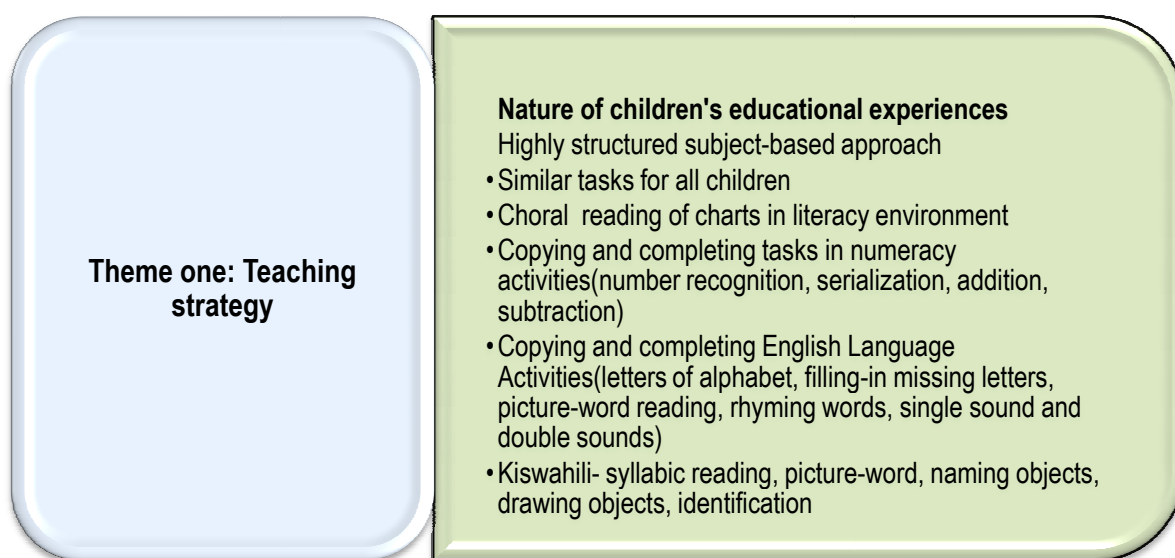 Theme one: Teaching
strategy
Nature of children's educational experiences
Highly structured subject-based approach
•Similar tasks for all children
•Choral  reading of charts in literacy environment
•Copying and completing tasks in numeracy
activities(number recognition, serialization, addition,
subtraction)
•Copying and completing English Language
Activities(letters of alphabet, filling-in missing letters,
picture-word reading, rhyming words, single sound and
double sounds)
•Kiswahili- syllabic reading, picture-word, naming objects,
drawing objects, identification